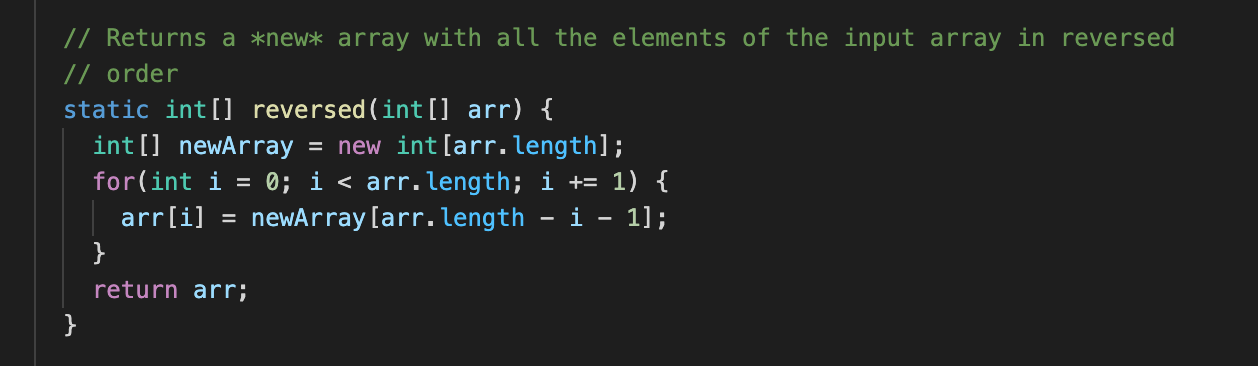 // Returns a *new* array with all the elements of the input array in reversed
// order
static int[] reversed(int[] arr) {
  int[] newArray = new int[arr.length];
  for(int i = 0; i < arr.length; i += 1) {
    arr[i] = newArray[arr.length - i - 1];
  }
  return arr;
}